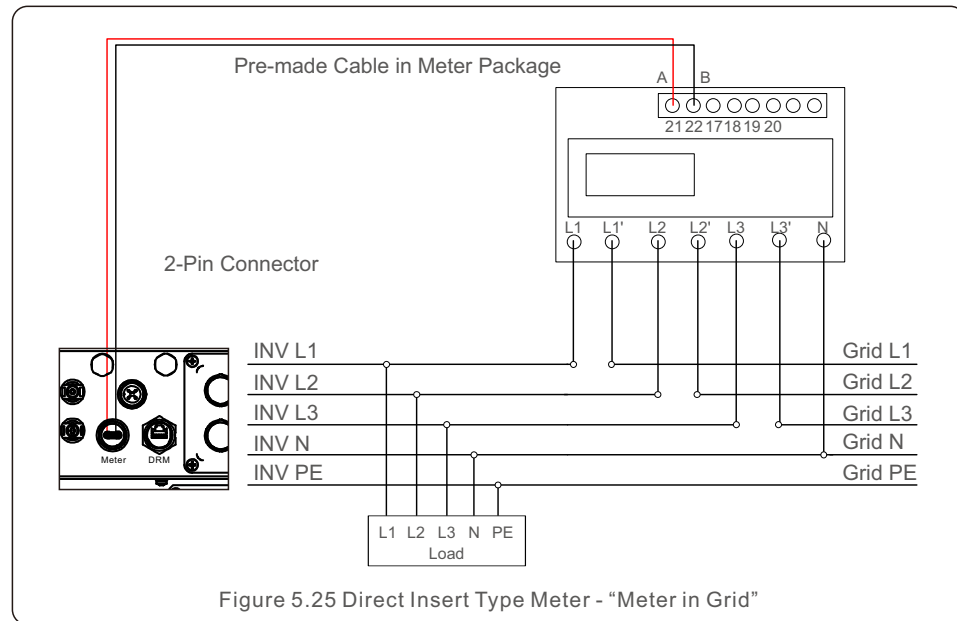 Pre-made Cable in Meter Package
A B
21 22 17 18 19 20
L1 L1' L2 L2' L3 L3' N
2-Pin Connector
INV L1 Grid L1
INV L2 Grid L2
INV L3 Grid L3
INV N Grid N
INV PE Grid PE
Meter DRM
L1 L2 L3 N PE
Load
Figure 5.25 Direct Insert Type Meter - “Meter in Grid”